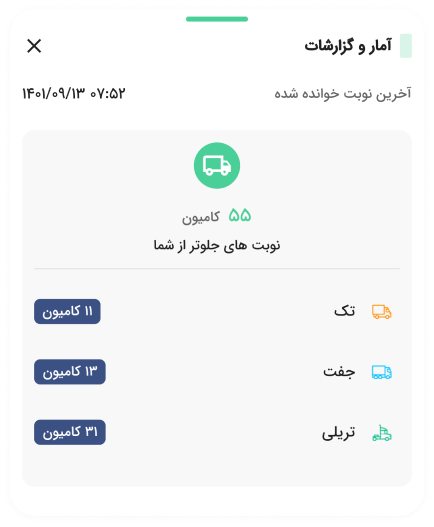 آمار و گزارشات
آخرین نوبت خوانده شده ۱۴۰۱/۰۹/۱۳ ۰۷:۵۲
۵۵ کامیون
نوبت های جلوتر از شما
تک ۱۱ کامیون
جفت ۱۳ کامیون
تریلی ۳۱ کامیون